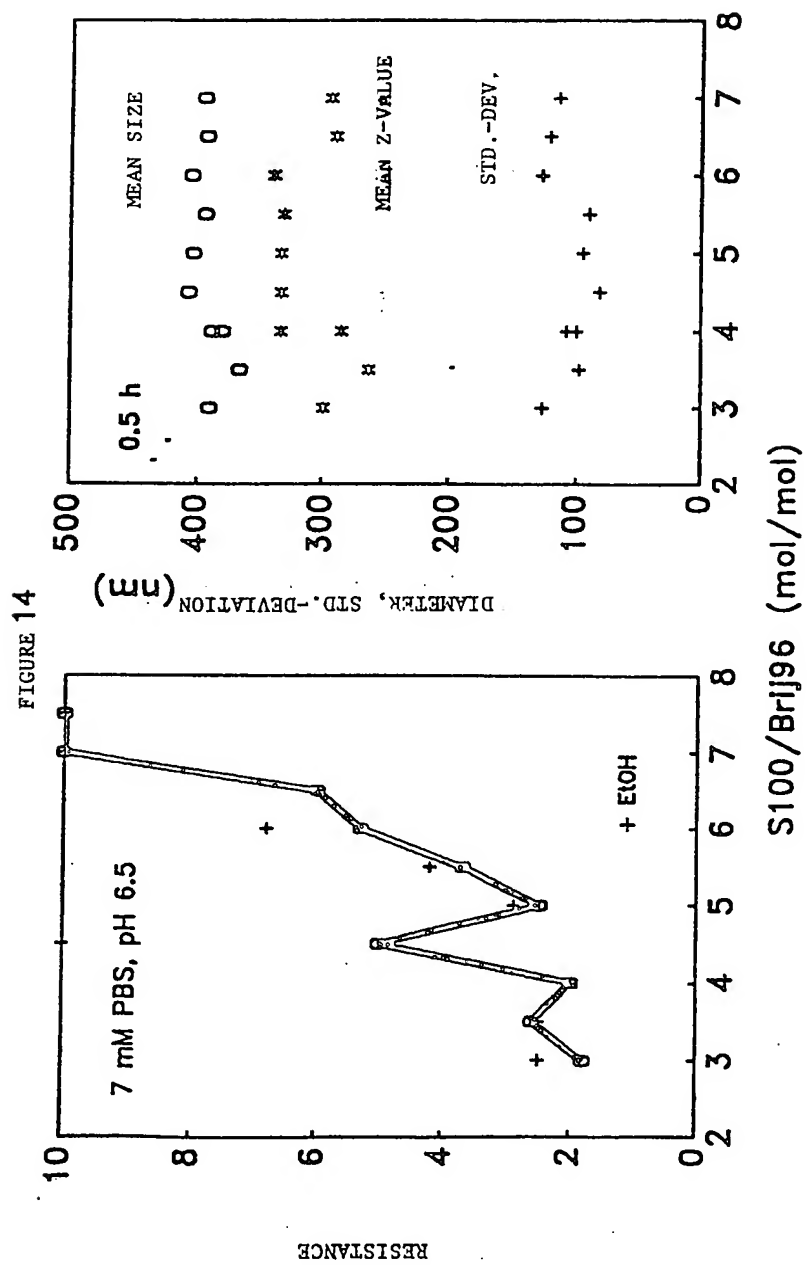 FIGURE 14
RESISTANCE
10
8
6
4
2
0
7 mM PBS, pH 6.5
+ EtOH
2 3 4 5 6 7 8
DIAMETER, STD.-DEVIATION (nm)
500
400
300
200
100
0
0.5 h
MEAN SIZE
MEAN Z-VALUE
STD.-DEV.
2 3 4 5 6 7 8
S100/Brij96 (mol/mol)